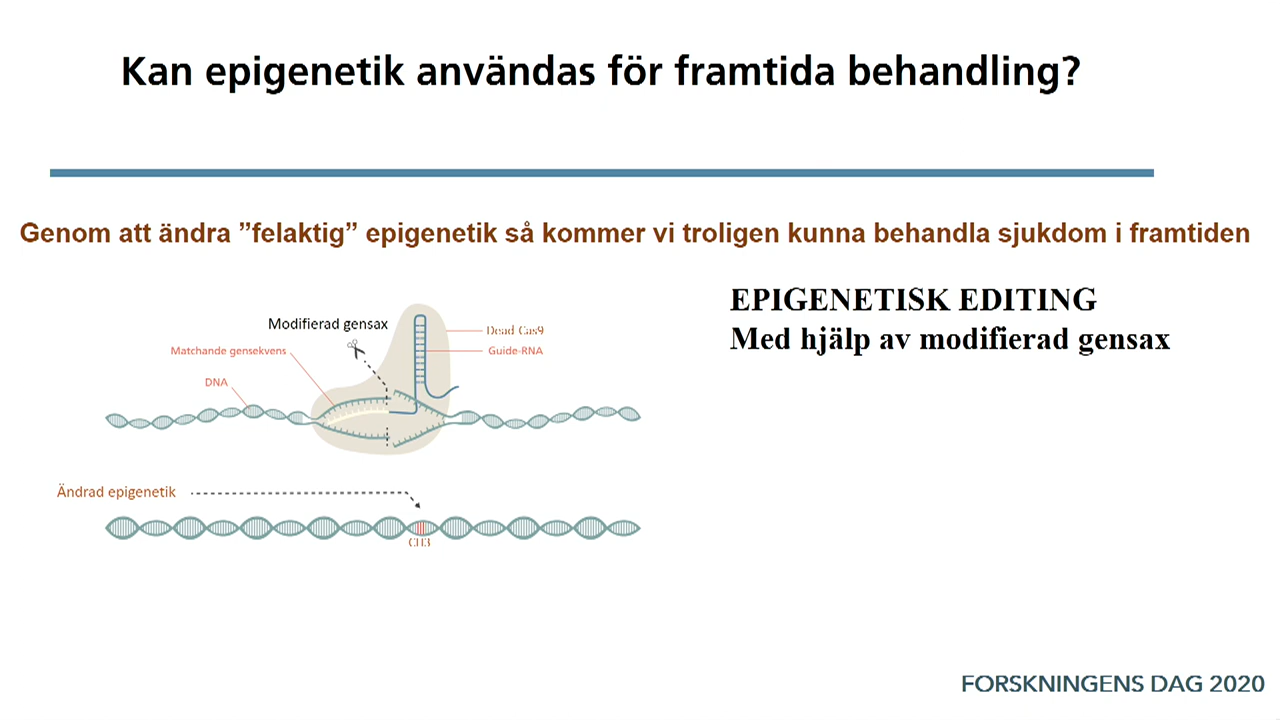 Kan epigenetik användas för framtida behandling?
Genom att ändra ”felaktig” epigenetik så kommer vi troligen kunna behandla sjukdom i framtiden
EPIGENETISK EDITING
Med hjälp av modifierad gensax
Modifierad gensax
Dead Cas9
Matchande gensekvens
Guide-RNA
DNA
Ändrad epigenetik
CH3
FORSKNINGENS DAG 2020